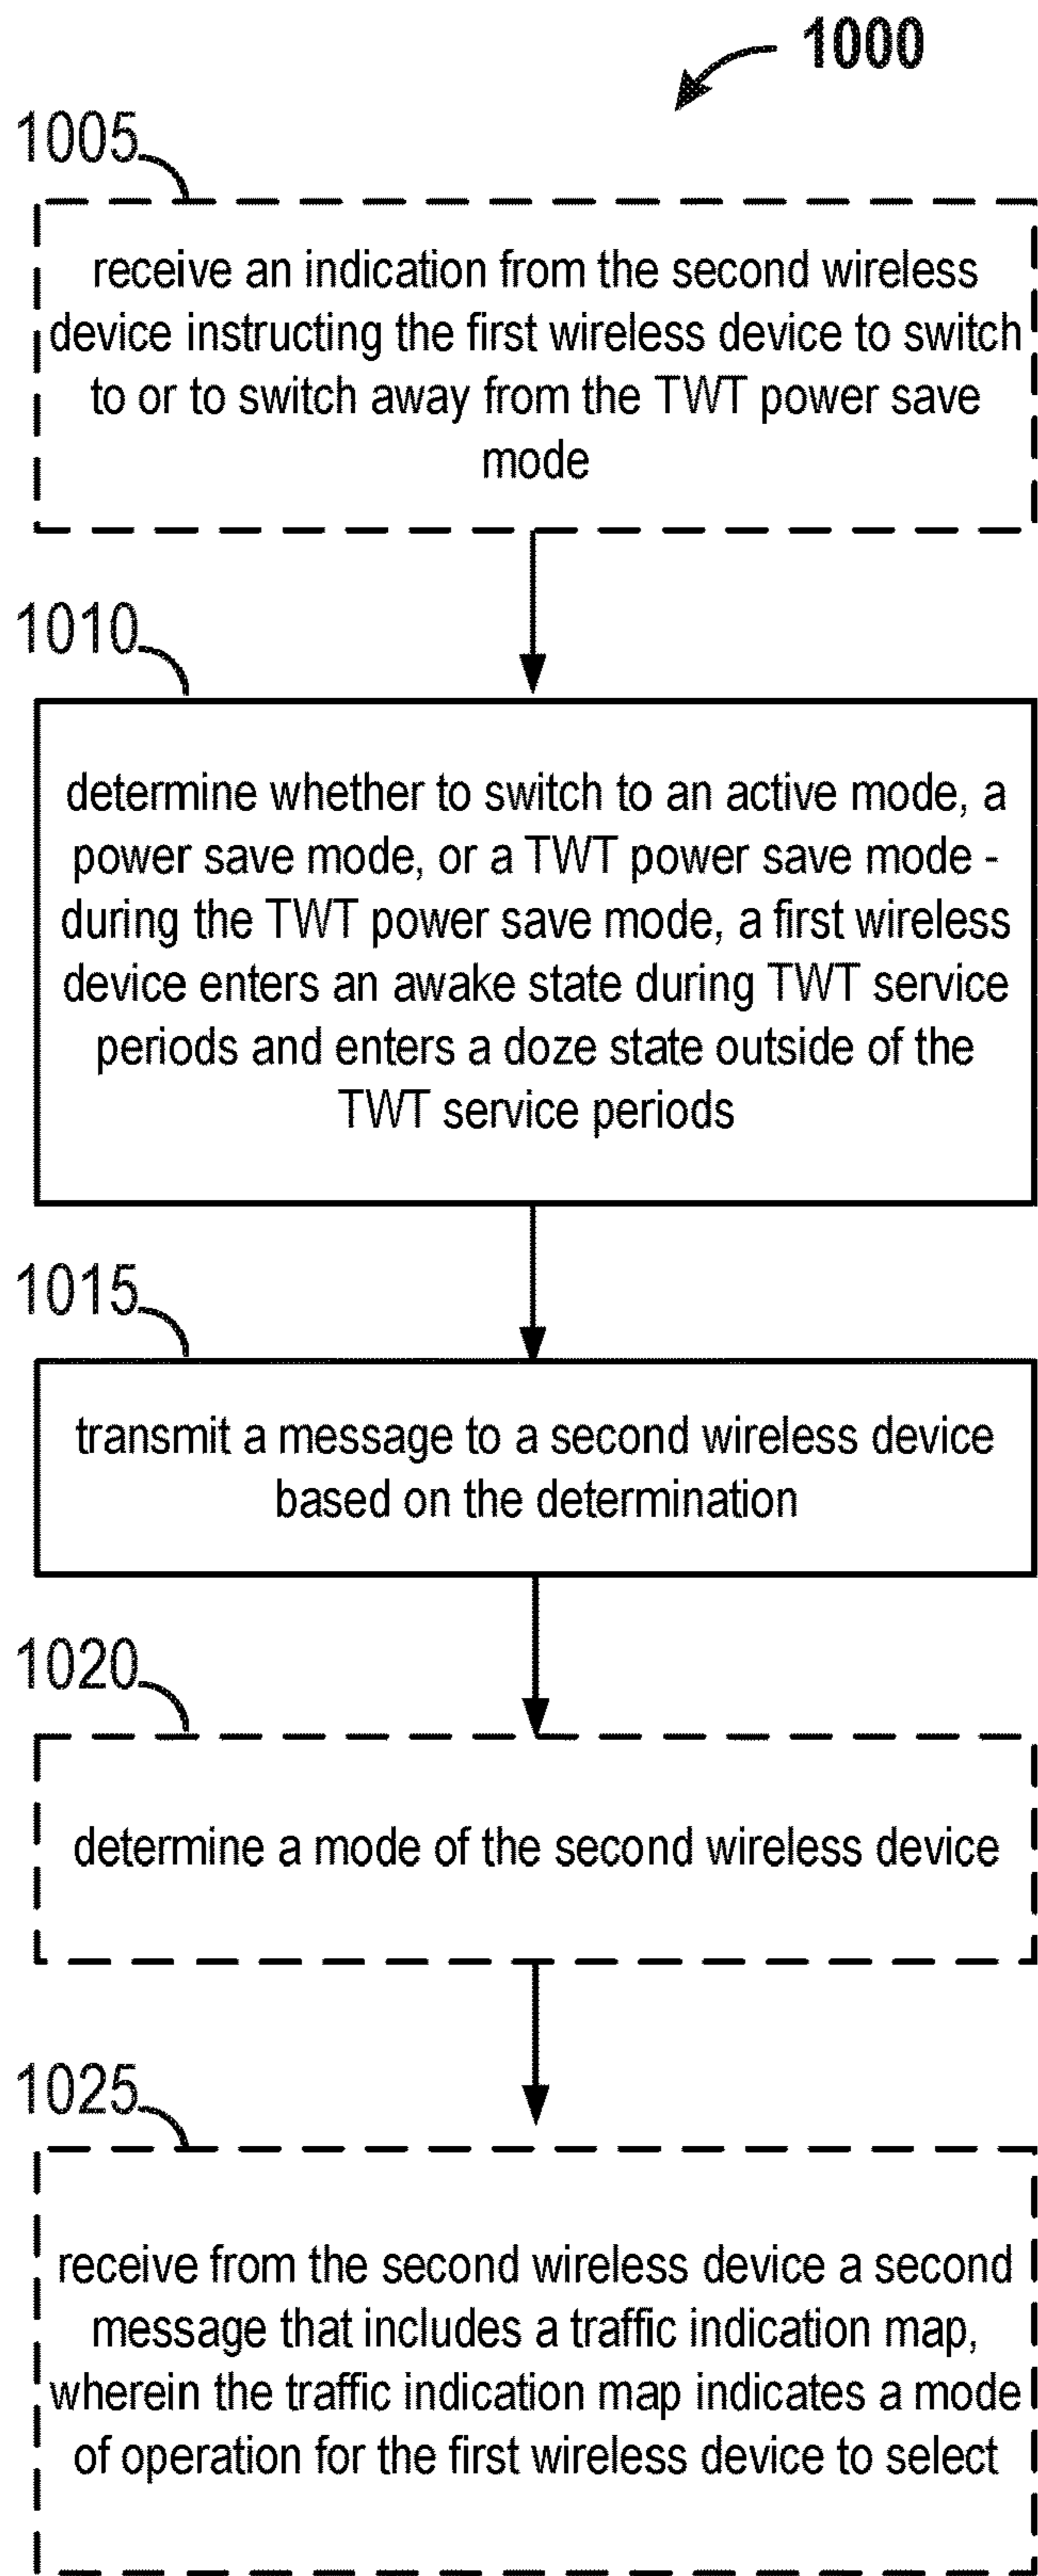 1000
1005
receive an indication from the second wireless
device instructing the first wireless device to switch
to or to switch away from the TWT power save
mode
1010
determine whether to switch to an active mode, a
power save mode, or a TWT power save mode -
during the TWT power save mode, a first wireless
device enters an awake state during TWT service
periods and enters a doze state outside of the
TWT service periods
1015
transmit a message to a second wireless device
based on the determination
1020
determine a mode of the second wireless device
1025
receive from the second wireless device a second
message that includes a traffic indication map,
wherein the traffic indication map indicates a mode
of operation for the first wireless device to select